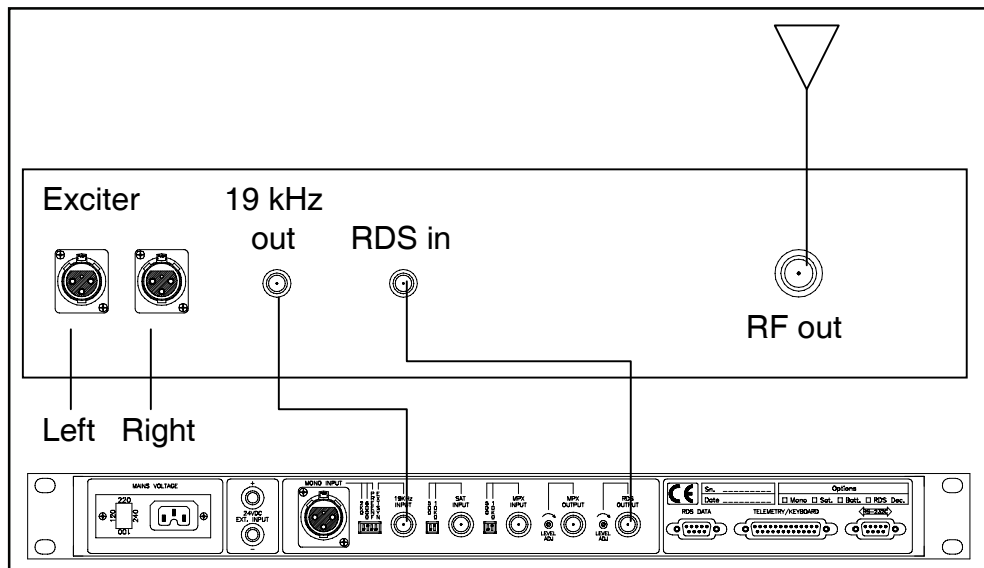 Exciter
19 kHz
out
RDS in
RF out
Left Right
MAINS VOLTAGE
220
120
240
100
+
24VDC
EXT. INPUT
-
MONO INPUT
19KHz
INPUT
SAT
INPUT
MPX
INPUT
MPX
OUTPUT
RDS
OUTPUT
LEVEL
ADJ
LEVEL
ADJ
CE
Sn.
Date
Options
Mono Sat. Batt. RDS Dec.
RDS DATA
TELEMETRY/KEYBOARD
RS-232C